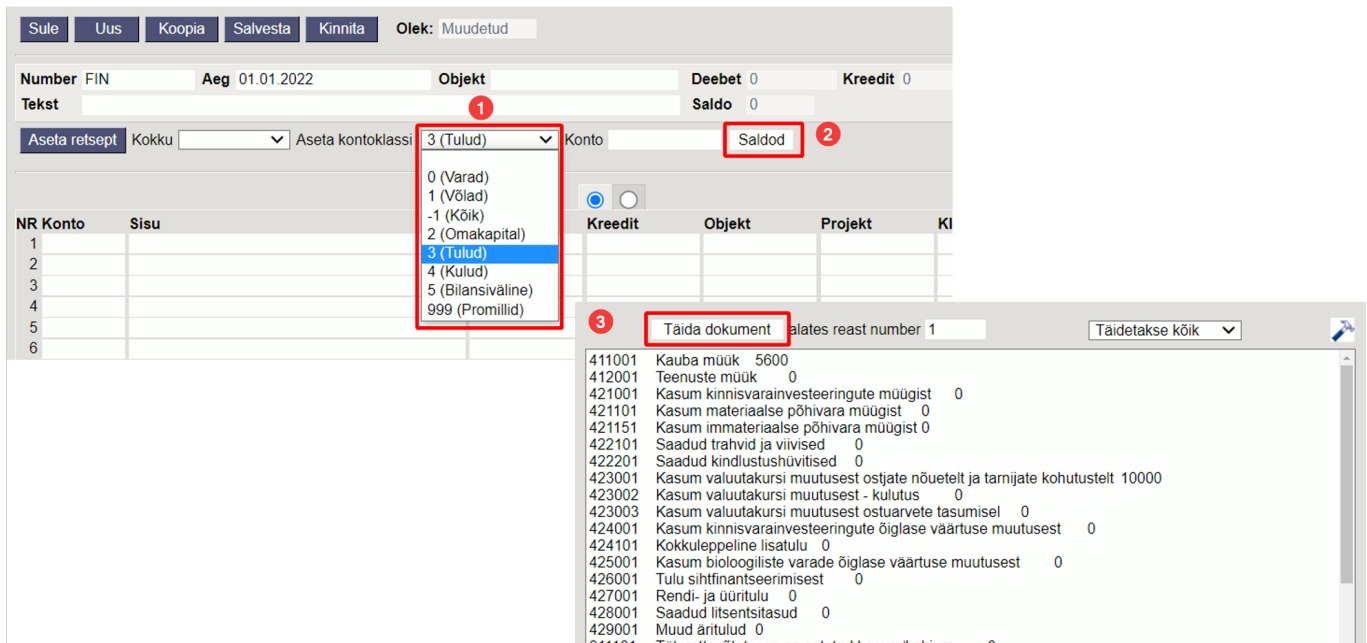 Sule Uus Koopia Salvesta Kinnita Olek: Muudetud
Number FIN Aeg 01.01.2022 Objekt Deebet 0 Kreedit 0
Tekst Saldo 0
1
Aseta retsept Kokku Aseta kontoklassi 3 (Tulud) Konto Saldod 2
0 (Varad)
1 (Võlad)
-1 (Kõik)
2 (Omakapital)
3 (Tulud)
4 (Kulud)
5 (Bilansiväline)
999 (Promillid)
NR Konto Sisu Kreedit Objekt Projekt Kl
1
2
3
4
5
6
3 Täida dokument alates reast number 1 Täidetakse kõik
411001 Kauba müük 5600
412001 Teenuste müük 0
421001 Kasum kinnisvarainvesteeringute müügist 0
421101 Kasum materiaalse põhivara müügist 0
421151 Kasum immateriaalse põhivara müügist 0
422101 Saadud trahvid ja viivised 0
422201 Saadud kindlustushüvitised 0
423001 Kasum valuutakursi muutusest ostjate nõuetelt ja tarnijate kohutustelt 10000
423002 Kasum valuutakursi muutusest - kulutus 0
423003 Kasum valuutakursi muutusest ostuarvete tasumisel 0
424001 Kasum kinnisvarainvesteeringute õiglase väärtuse muutusest 0
424101 Kokkuleppeline lisatulu 0
425001 Kasum bioloogiliste varade õiglase väärtuse muutusest 0
426001 Tulu sihtfinantseerimisest 0
427001 Rendi- ja üüritulu 0
428001 Saadud litsentsitasud 0
429001 Muud äritulud 0